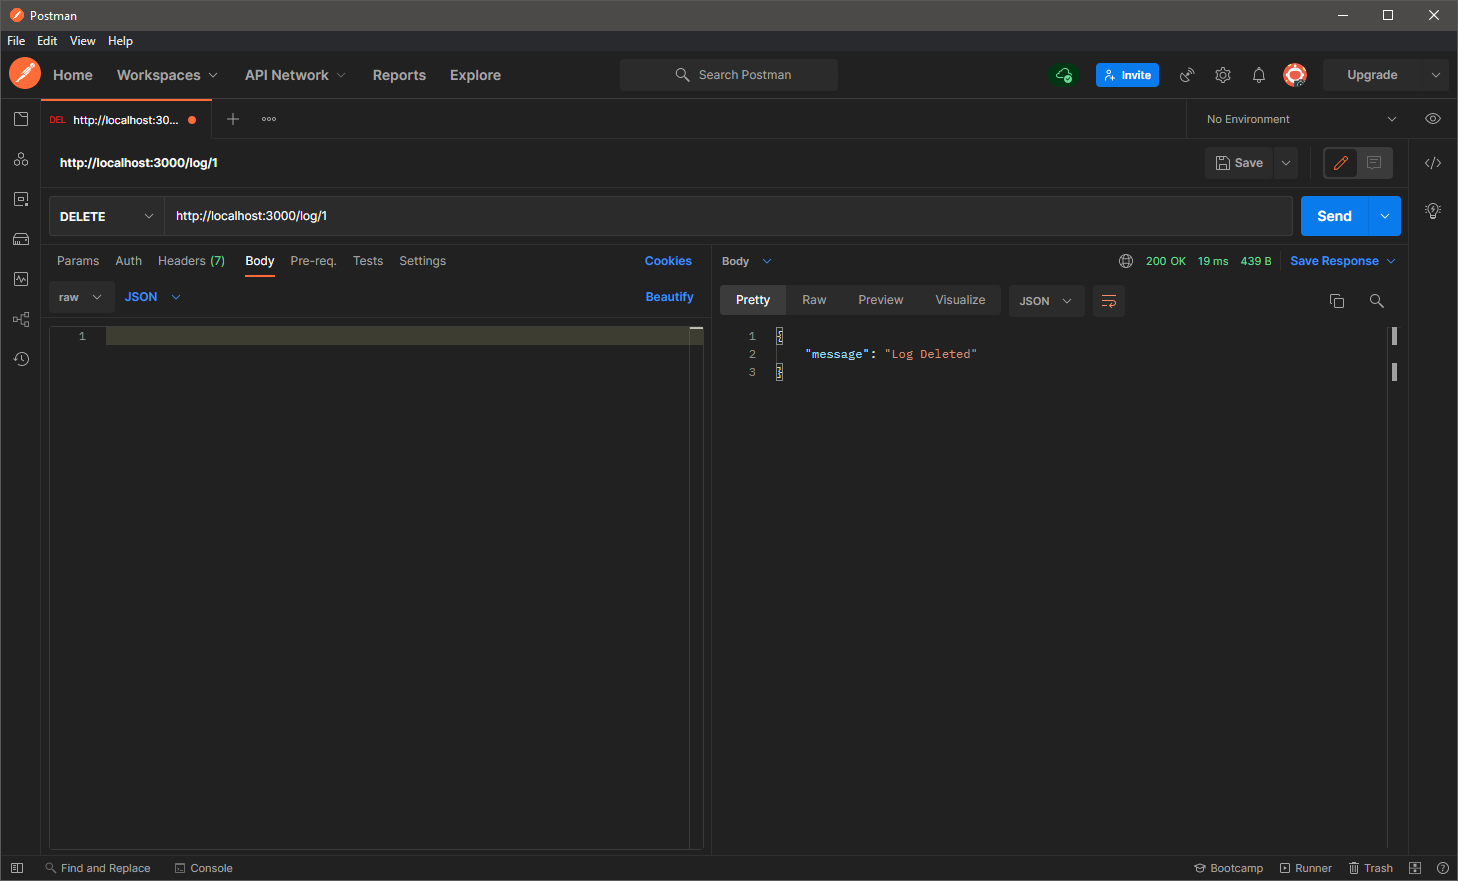 Postman
File Edit View Help
Home Workspaces API Network Reports Explore Search Postman Invite Upgrade
DEL http://localhost:30... No Environment
http://localhost:3000/log/1 Save
DELETE http://localhost:3000/log/1 Send
Params Auth Headers (7) Body Pre-req. Tests Settings Cookies
raw JSON Beautify
1
Body 200 OK 19 ms 439 B Save Response
Pretty Raw Preview Visualize JSON
1 {
2 "message": "Log Deleted"
3 }
Find and Replace Console Bootcamp Runner Trash